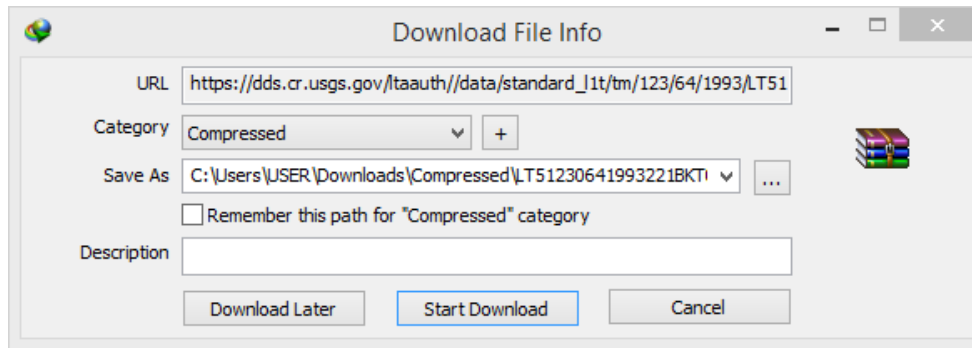 Download File Info
URL https://dds.cr.usgs.gov/ltaauth//data/standard_l1t/tm/123/64/1993/LT51
Category Compressed +
Save As C:\Users\USER\Downloads\Compressed\LT51230641993221BKT ...
Remember this path for "Compressed" category
Description
Download Later Start Download Cancel